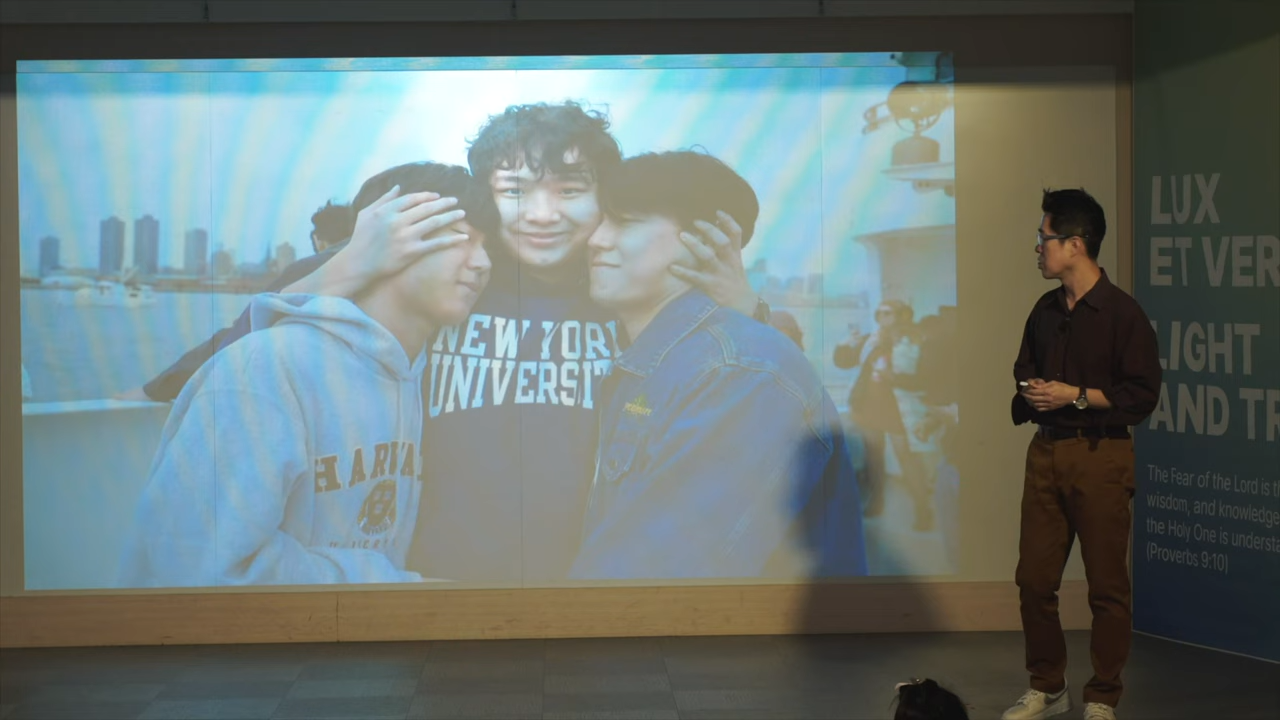 NEW YORK
UNIVERSIT
HARVA
LUX
ET VER
LIGHT
AND TR
The Fear of the Lord is th
wisdom, and knowledge
the Holy One is understa
(Proverbs 9:10)